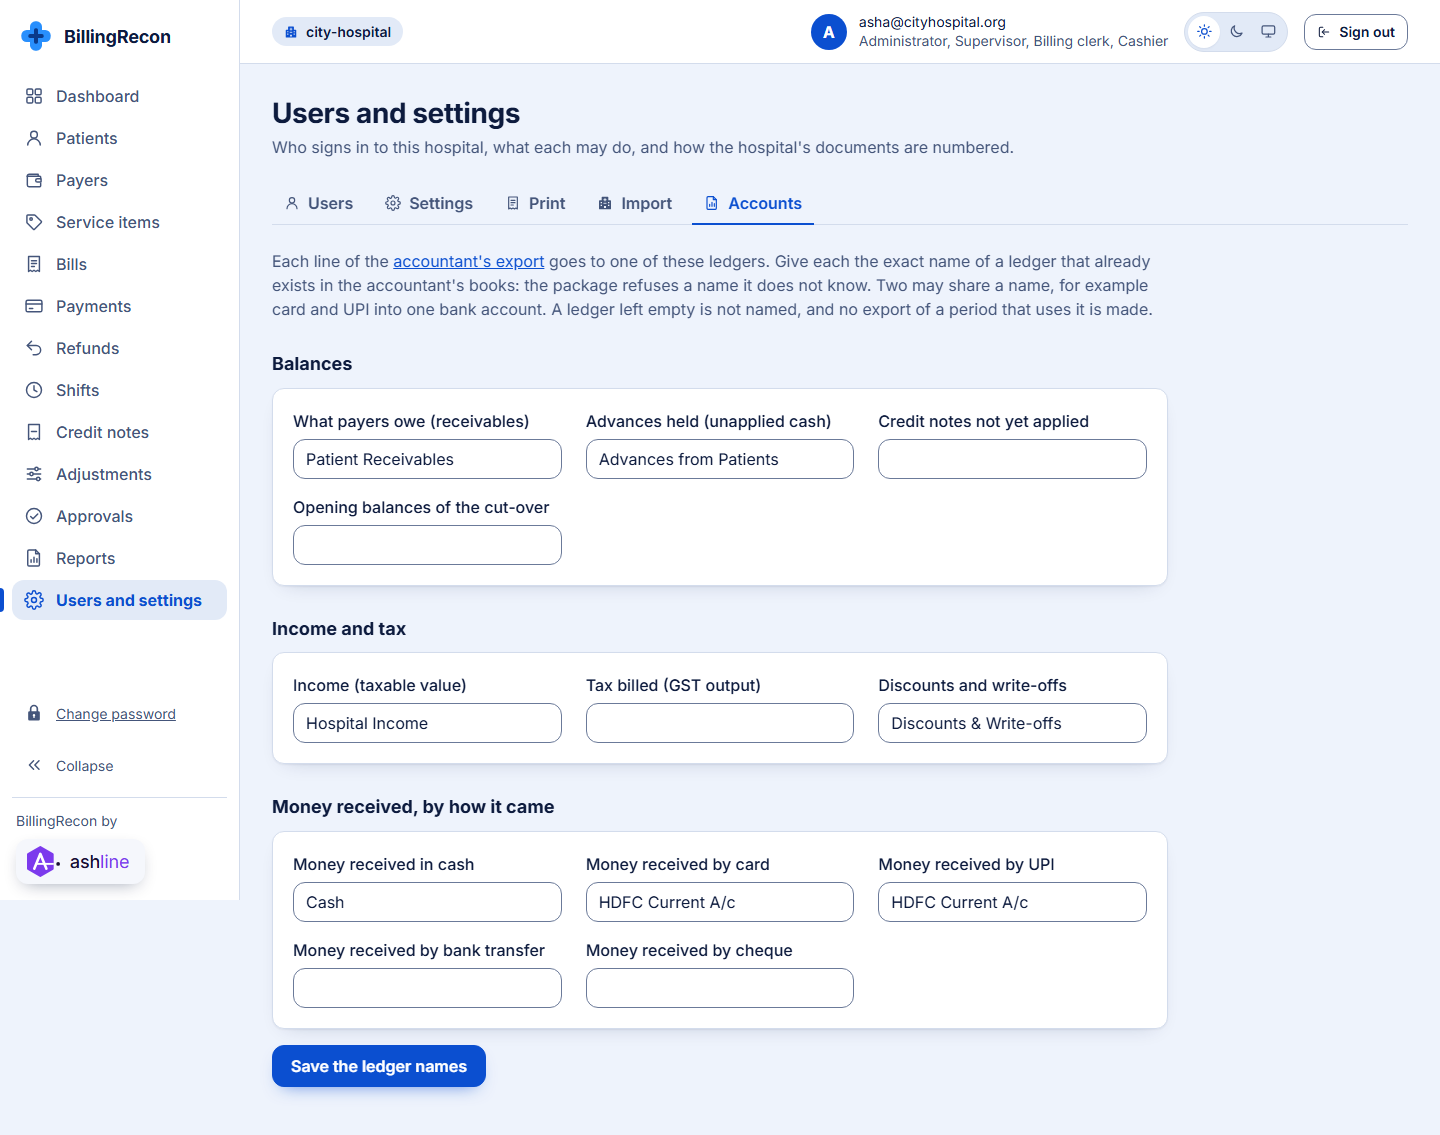 BillingRecon
Dashboard
Patients
Payers
Service items
Bills
Payments
Refunds
Shifts
Credit notes
Adjustments
Approvals
Reports
Users and settings
Change password
Collapse
BillingRecon by
ashline
city-hospital
A
asha@cityhospital.org
Administrator, Supervisor, Billing clerk, Cashier
Sign out
Users and settings
Who signs in to this hospital, what each may do, and how the hospital's documents are numbered.
Users
Settings
Print
Import
Accounts
Each line of the accountant's export goes to one of these ledgers. Give each the exact name of a ledger that already
exists in the accountant's books: the package refuses a name it does not know. Two may share a name, for example
card and UPI into one bank account. A ledger left empty is not named, and no export of a period that uses it is made.
Balances
What payers owe (receivables)
Patient Receivables
Advances held (unapplied cash)
Advances from Patients
Credit notes not yet applied
Opening balances of the cut-over
Income and tax
Income (taxable value)
Hospital Income
Tax billed (GST output)
Discounts and write-offs
Discounts & Write-offs
Money received, by how it came
Money received in cash
Cash
Money received by card
HDFC Current A/c
Money received by UPI
HDFC Current A/c
Money received by bank transfer
Money received by cheque
Save the ledger names